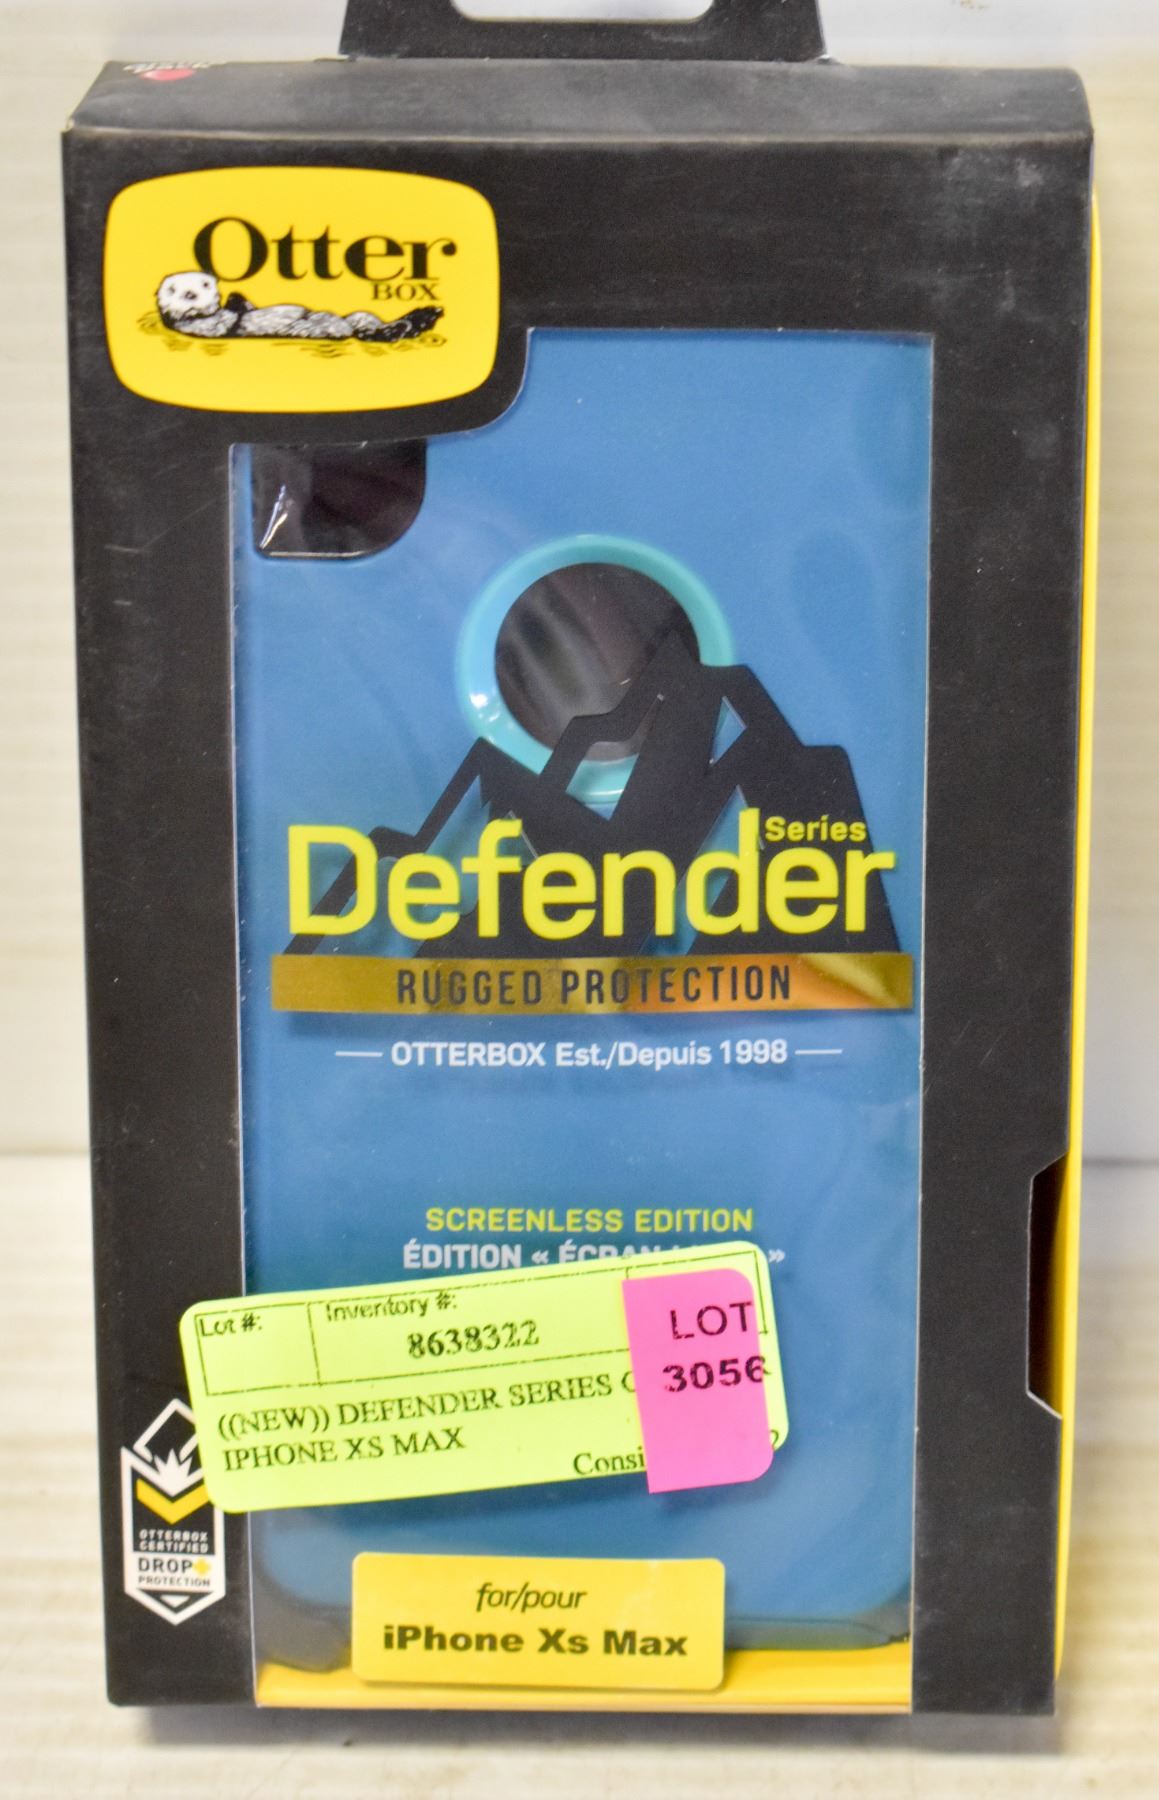 Otter
BOX
Series
Defender
RUGGED PROTECTION
OTTERBOX Est./Depuis 1998
SCREENLESS EDITION
ÉDITION « ÉCRAN »
Lot #:
Inventory #:
8638322
((NEW)) DEFENDER SERIES
IPHONE XS MAX
LOT
3056
OTTERBOX
CERTIFIED
DROP+
PROTECTION
for/pour
iPhone Xs Max